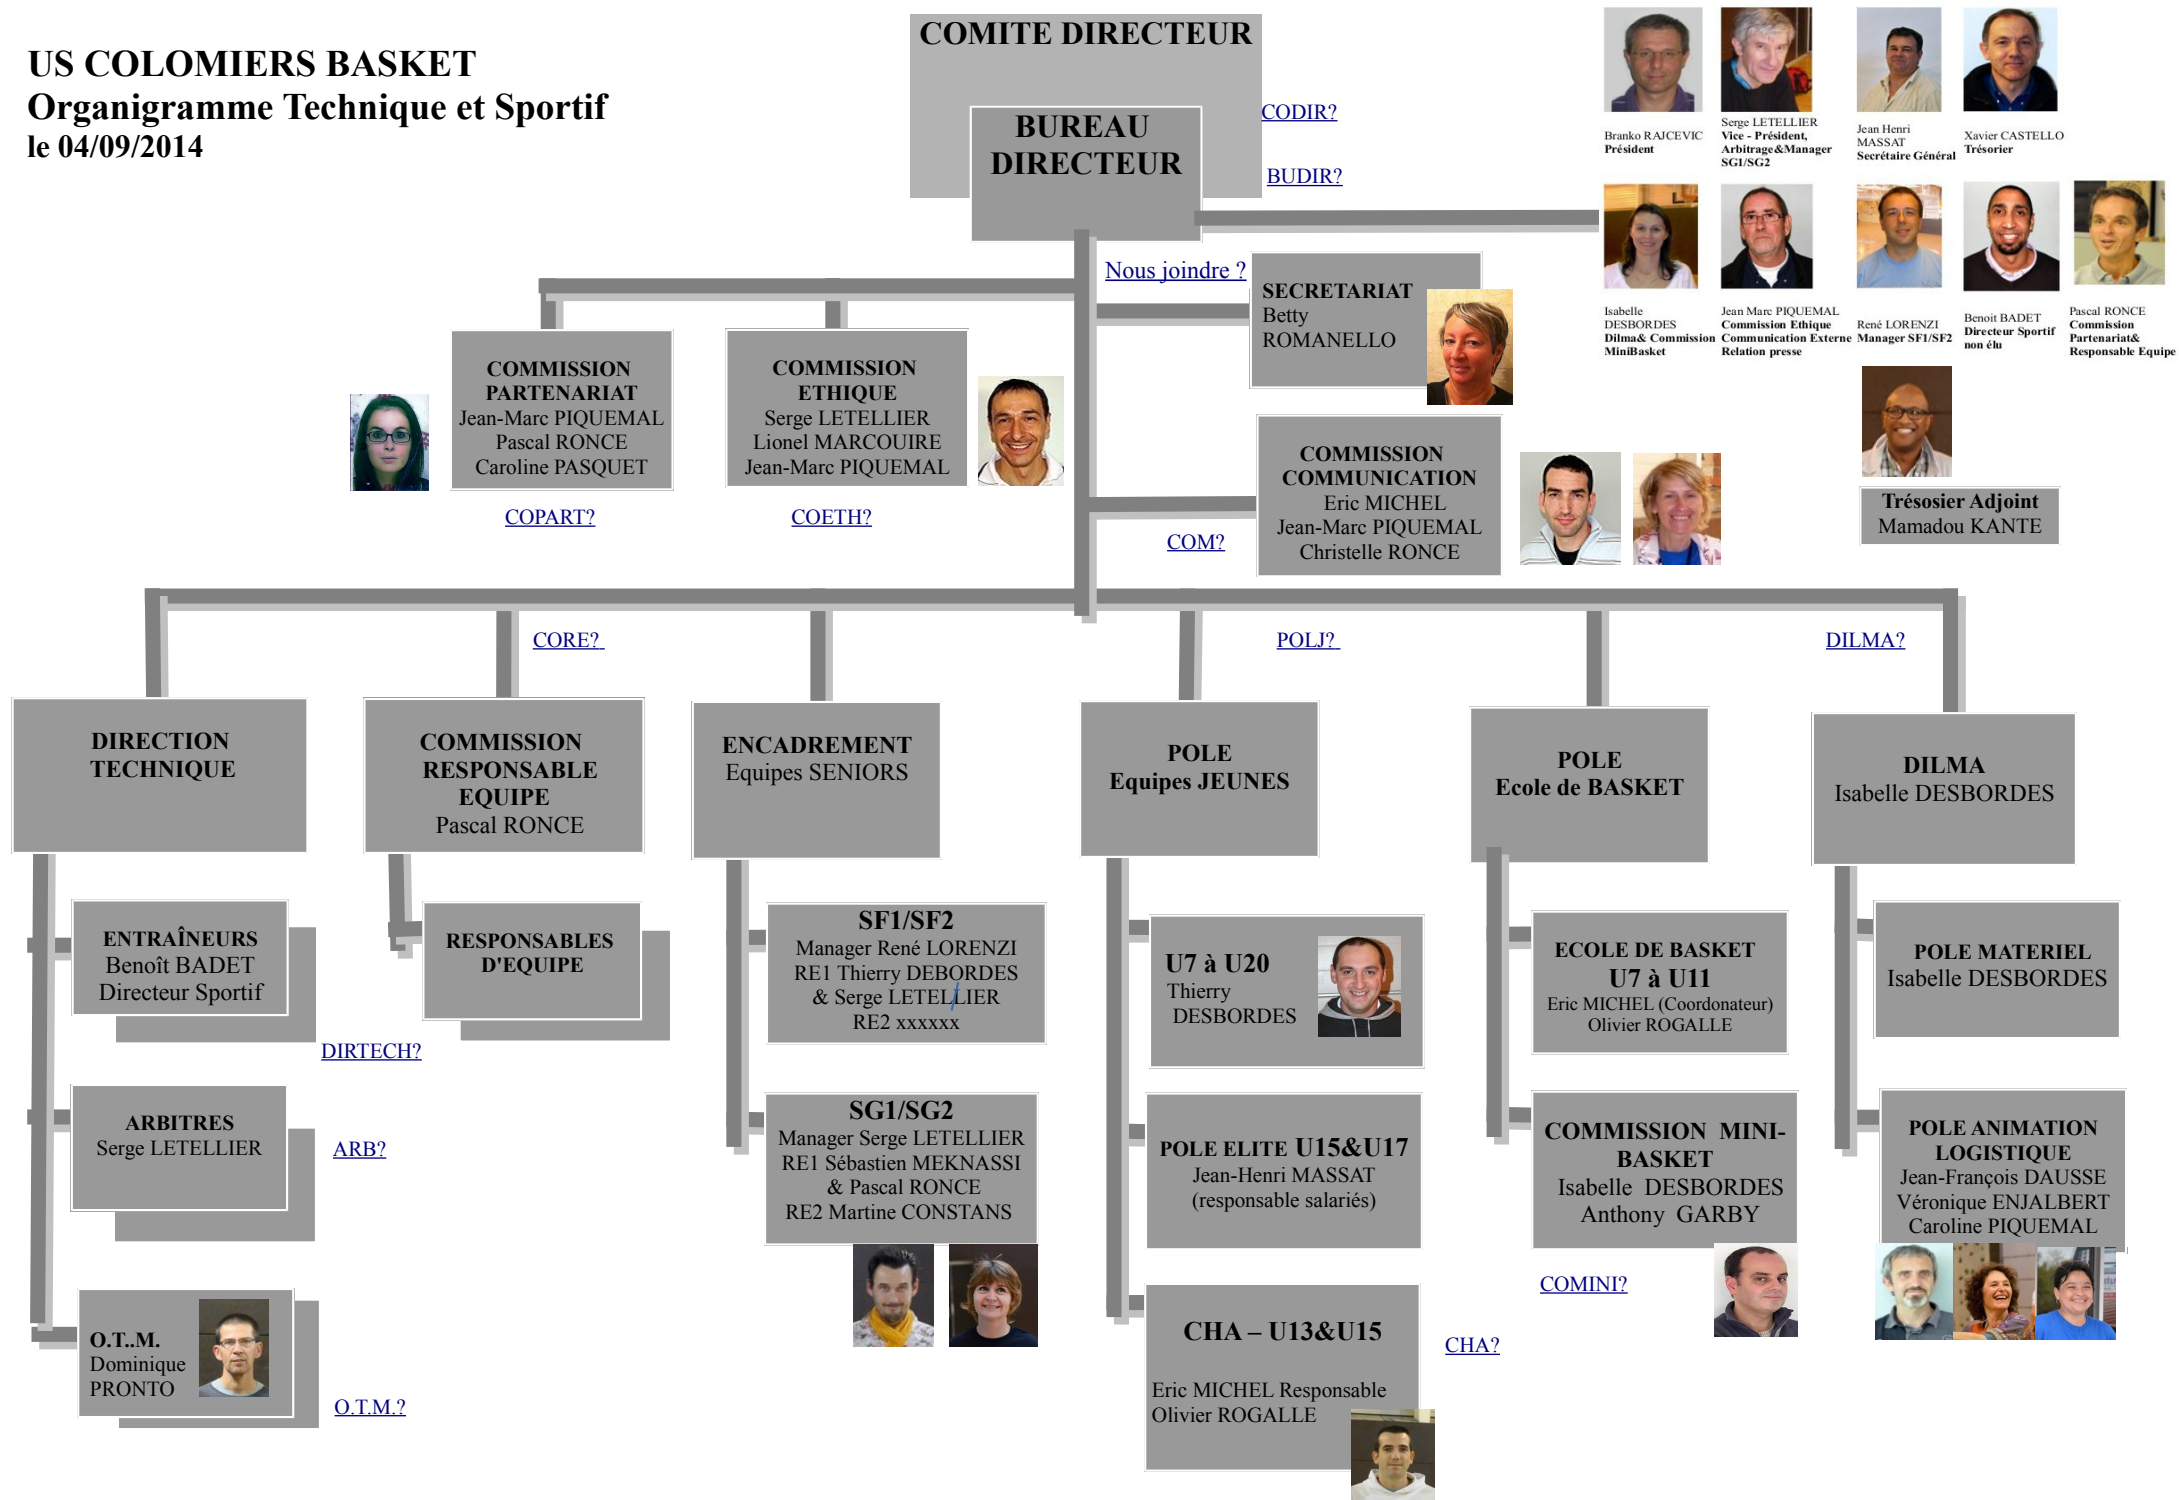 US COLOMIERS BASKET
Organigramme Technique et Sportif
le 04/09/2014
COMITE DIRECTEUR
BUREAU
DIRECTEUR
CODIR?
BUDIR?
Branko RAJCEVIC
Président
Serge LETELLIER
Vice - Président,
Arbitrage&Manager
SG1/SG2
Jean Henri
MASSAT
Secrétaire Général
Xavier CASTELLO
Trésorier
Isabelle
DESBORDES
Dilma& Commission
MiniBasket
Jean Marc PIQUEMAL
Commission Ethique
Communication Externe
Relation presse
René LORENZI
Manager SF1/SF2
Benoit BADET
Directeur Sportif
non élu
Pascal RONCE
Commission
Partenariat&
Responsable Equipe
Nous joindre ?
SECRETARIAT
Betty
ROMANELLO
COMMISSION
PARTENARIAT
Jean-Marc PIQUEMAL
Pascal RONCE
Caroline PASQUET
COPART?
COMMISSION
ETHIQUE
Serge LETELLIER
Lionel MARCOUIRE
Jean-Marc PIQUEMAL
COETH?
COMMISSION
COMMUNICATION
Eric MICHEL
Jean-Marc PIQUEMAL
Christelle RONCE
COM?
Trésosier Adjoint
Mamadou KANTE
CORE?
POLJ?
DILMA?
DIRECTION
TECHNIQUE
COMMISSION
RESPONSABLE
EQUIPE
Pascal RONCE
ENCADREMENT
Equipes SENIORS
POLE
Equipes JEUNES
POLE
Ecole de BASKET
DILMA
Isabelle DESBORDES
ENTRAÎNEURS
Benoît BADET
Directeur Sportif
DIRTECH?
ARBITRES
Serge LETELLIER
ARB?
O.T..M.
Dominique
PRONTO
O.T.M.?
RESPONSABLES
D'EQUIPE
SF1/SF2
Manager René LORENZI
RE1 Thierry DEBORDES
& Serge LETELLIER
RE2 xxxxxx
SG1/SG2
Manager Serge LETELLIER
RE1 Sébastien MEKNASSI
& Pascal RONCE
RE2 Martine CONSTANS
U7 à U20
Thierry
DESBORDES
POLE ELITE U15&U17
Jean-Henri MASSAT
(responsable salariés)
CHA – U13&U15
Eric MICHEL Responsable
Olivier ROGALLE
CHA?
ECOLE DE BASKET
U7 à U11
Eric MICHEL (Coordonateur)
Olivier ROGALLE
COMMISSION MINI-
BASKET
Isabelle DESBORDES
Anthony GARBY
COMINI?
POLE MATERIEL
Isabelle DESBORDES
POLE ANIMATION
LOGISTIQUE
Jean-François DAUSSE
Véronique ENJALBERT
Caroline PIQUEMAL